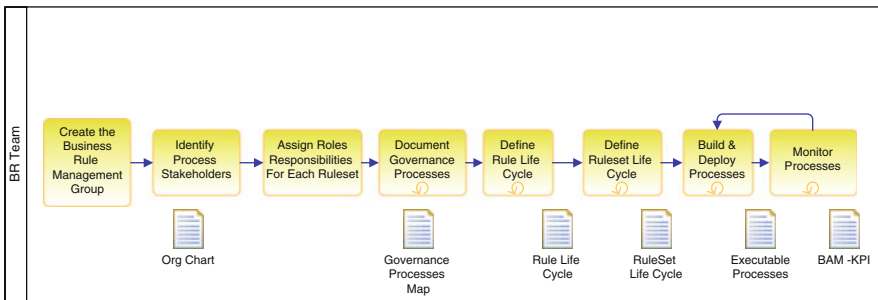 BR Team
Create the
Business
Rule
Management
Group
Identify
Process
Stakeholders
Assign Roles
Responsibilities
For Each Ruleset
Document
Governance
Processes
Define
Rule Life
Cycle
Define
Ruleset Life
Cycle
Build &
Deploy
Processes
Monitor
Processes
Org Chart
Governance
Processes
Map
Rule Life
Cycle
RuleSet
Life Cycle
Executable
Processes
BAM -KPI